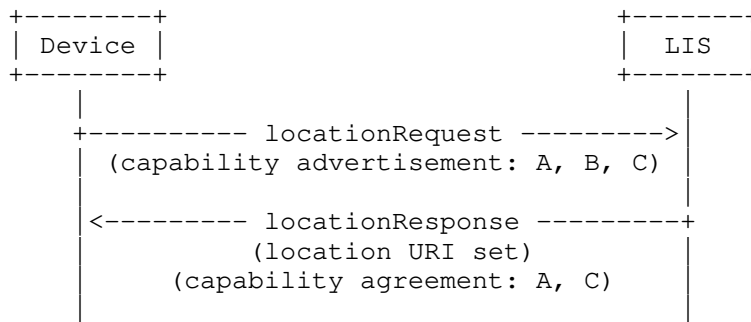 +--------+ +--------
| Device | | LIS
+--------+ +--------
| |
+---------- locationRequest --------->|
| (capability advertisement: A, B, C) |
| |
|<--------- locationResponse ---------+
| (location URI set) |
| (capability agreement: A, C) |
| |